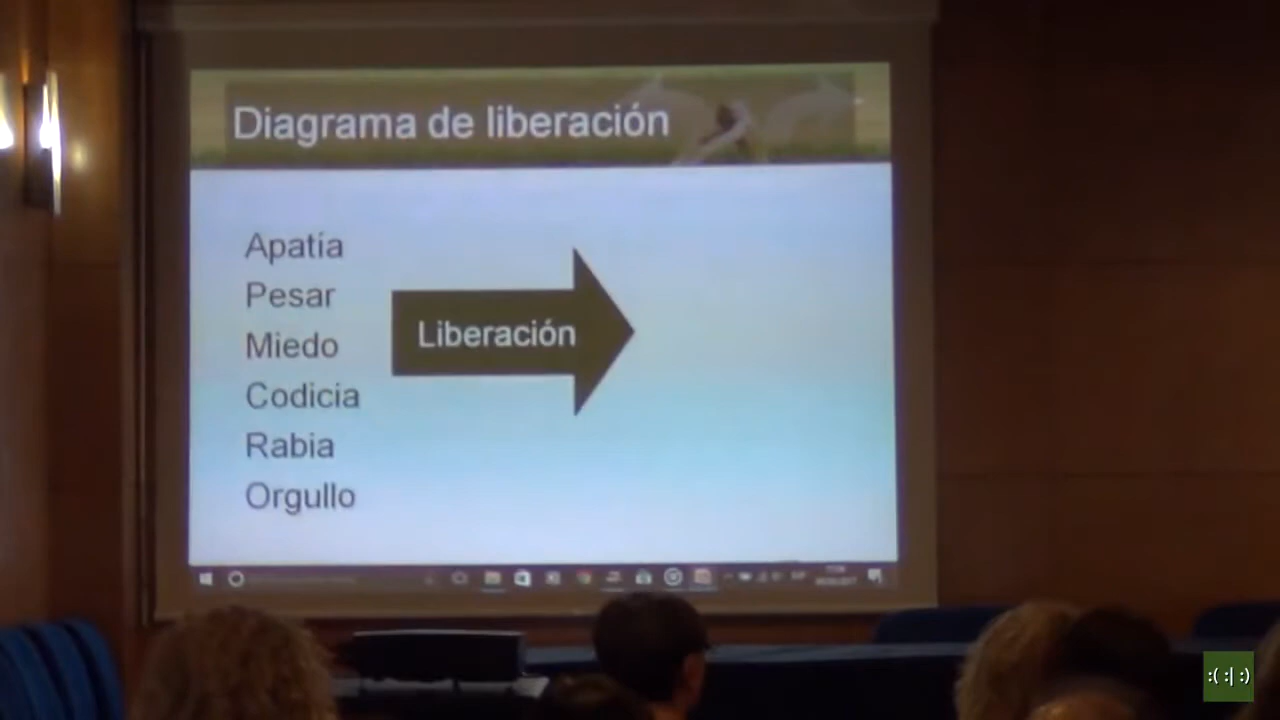 Diagrama de liberación
Apatía
Pesar
Miedo
Codicia
Rabia
Orgullo
Liberación
:( :| :)